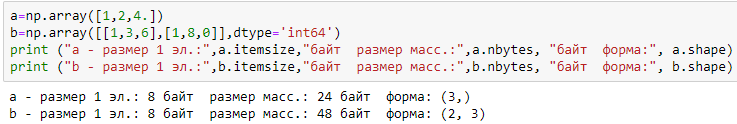 a=np.array([1,2,4.])
b=np.array([[1,3,6],[1,8,0]],dtype='int64')
print ("a - размер 1 эл.:",a.itemsize,"байт  размер масс.:",a.nbytes, "байт  форма:", a.shape)
print ("b - размер 1 эл.:",b.itemsize,"байт  размер масс.:",b.nbytes, "байт  форма:", b.shape)
a - размер 1 эл.: 8 байт  размер масс.: 24 байт  форма: (3,)
b - размер 1 эл.: 8 байт  размер масс.: 48 байт  форма: (2, 3)